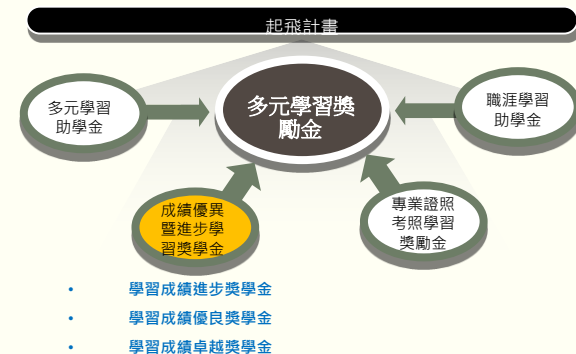 起飛計畫
多元學習
助學金
多元學習獎
勵金
職涯學習
助學金
成績優異
暨進步學
習獎學金
專業證照
考照學習
獎勵金
• 學習成績進步獎學金
• 學習成績優良獎學金
• 學習成績卓越獎學金